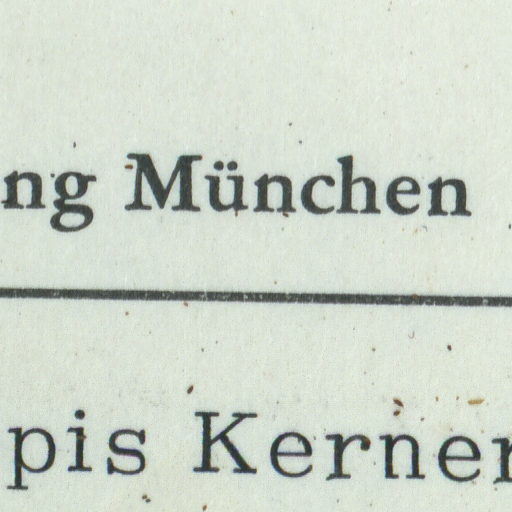 ng München
pis Kerner